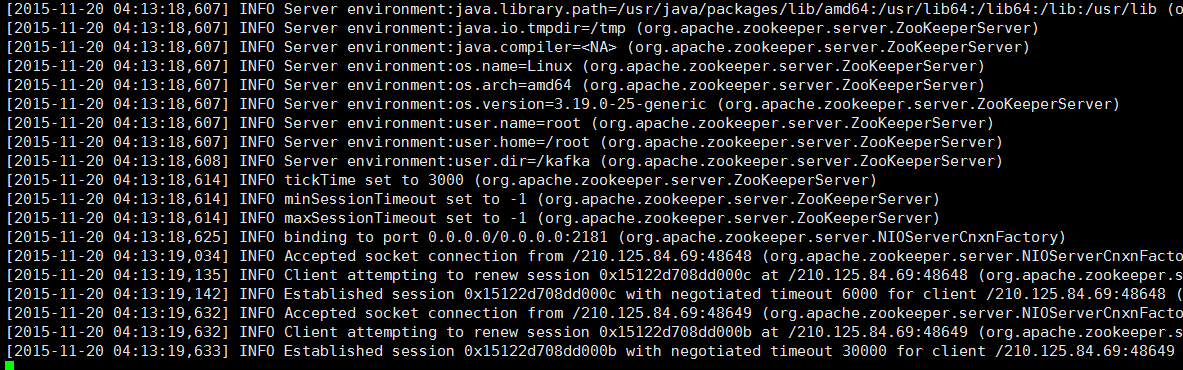 [2015-11-20 04:13:18,607] INFO Server environment:java.library.path=/usr/java/packages/lib/amd64:/usr/lib64:/lib64:/lib:/usr/lib (o
[2015-11-20 04:13:18,607] INFO Server environment:java.io.tmpdir=/tmp (org.apache.zookeeper.server.ZooKeeperServer)
[2015-11-20 04:13:18,607] INFO Server environment:java.compiler=<NA> (org.apache.zookeeper.server.ZooKeeperServer)
[2015-11-20 04:13:18,607] INFO Server environment:os.name=Linux (org.apache.zookeeper.server.ZooKeeperServer)
[2015-11-20 04:13:18,607] INFO Server environment:os.arch=amd64 (org.apache.zookeeper.server.ZooKeeperServer)
[2015-11-20 04:13:18,607] INFO Server environment:os.version=3.19.0-25-generic (org.apache.zookeeper.server.ZooKeeperServer)
[2015-11-20 04:13:18,607] INFO Server environment:user.name=root (org.apache.zookeeper.server.ZooKeeperServer)
[2015-11-20 04:13:18,607] INFO Server environment:user.home=/root (org.apache.zookeeper.server.ZooKeeperServer)
[2015-11-20 04:13:18,608] INFO Server environment:user.dir=/kafka (org.apache.zookeeper.server.ZooKeeperServer)
[2015-11-20 04:13:18,614] INFO tickTime set to 3000 (org.apache.zookeeper.server.ZooKeeperServer)
[2015-11-20 04:13:18,614] INFO minSessionTimeout set to -1 (org.apache.zookeeper.server.ZooKeeperServer)
[2015-11-20 04:13:18,614] INFO maxSessionTimeout set to -1 (org.apache.zookeeper.server.ZooKeeperServer)
[2015-11-20 04:13:18,625] INFO binding to port 0.0.0.0/0.0.0.0:2181 (org.apache.zookeeper.server.NIOServerCnxnFactory)
[2015-11-20 04:13:19,034] INFO Accepted socket connection from /210.125.84.69:48648 (org.apache.zookeeper.server.NIOServerCnxnFacto
[2015-11-20 04:13:19,135] INFO Client attempting to renew session 0x15122d708dd000c at /210.125.84.69:48648 (org.apache.zookeeper.s
[2015-11-20 04:13:19,142] INFO Established session 0x15122d708dd000c with negotiated timeout 6000 for client /210.125.84.69:48648 (
[2015-11-20 04:13:19,632] INFO Accepted socket connection from /210.125.84.69:48649 (org.apache.zookeeper.server.NIOServerCnxnFacto
[2015-11-20 04:13:19,632] INFO Client attempting to renew session 0x15122d708dd000b at /210.125.84.69:48649 (org.apache.zookeeper.s
[2015-11-20 04:13:19,633] INFO Established session 0x15122d708dd000b with negotiated timeout 30000 for client /210.125.84.69:48649